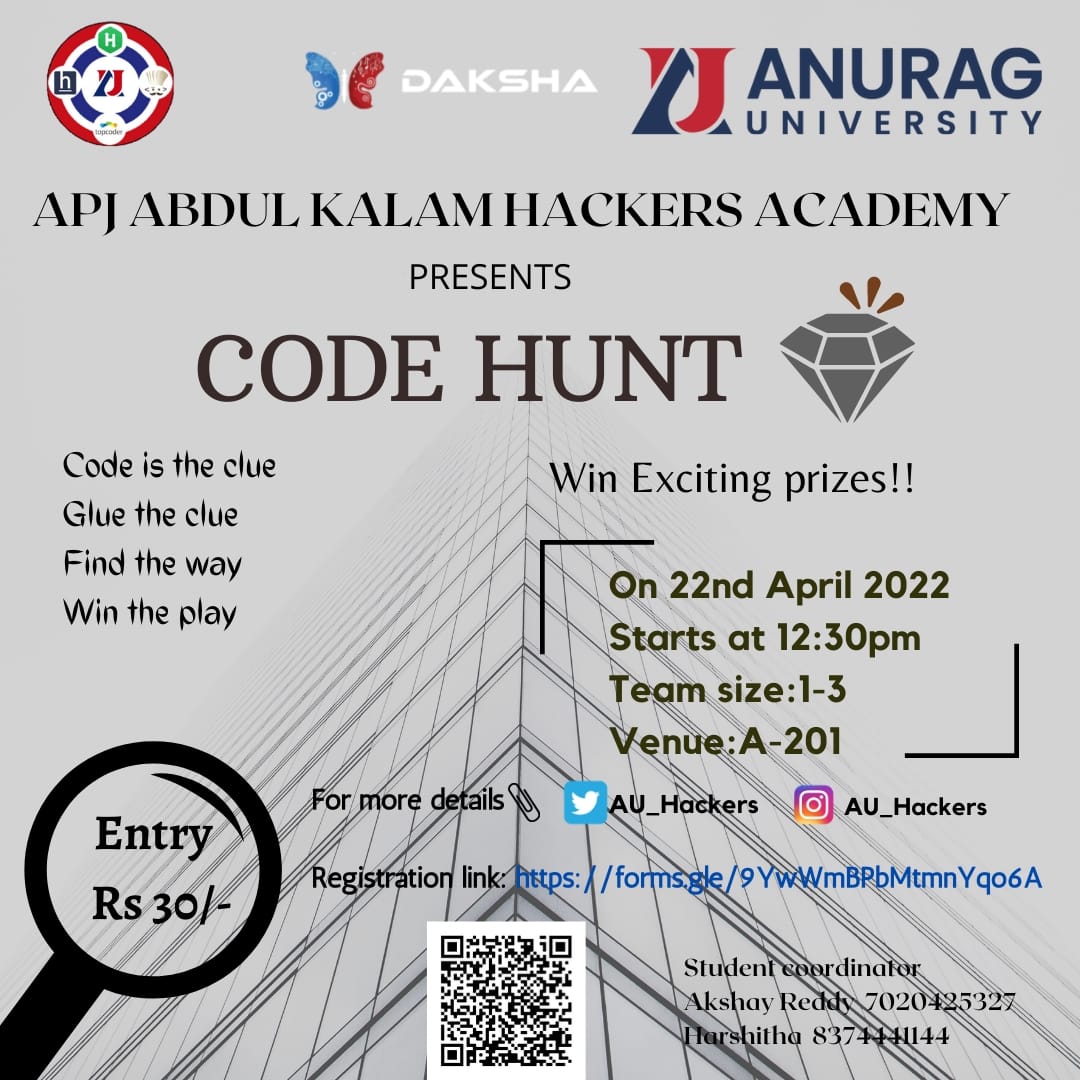 H
topcoder
DAKSHA
ANURAG
UNIVERSITY
APJ ABDUL KALAM HACKERS ACADEMY
PRESENTS
CODE HUNT
Code is the clue
Glue the clue
Find the way
Win the play
Win Exciting prizes!!
On 22nd April 2022
Starts at 12:30pm
Team size:1-3
Venue:A-201
For more details
AU_Hackers
AU_Hackers
Entry
Rs 30/-
Registration link: https://forms.gle/9YwWmBPbMtmnYqo6A
Student coordinator
Akshay Reddy 7020425327
Harshitha 8374441144